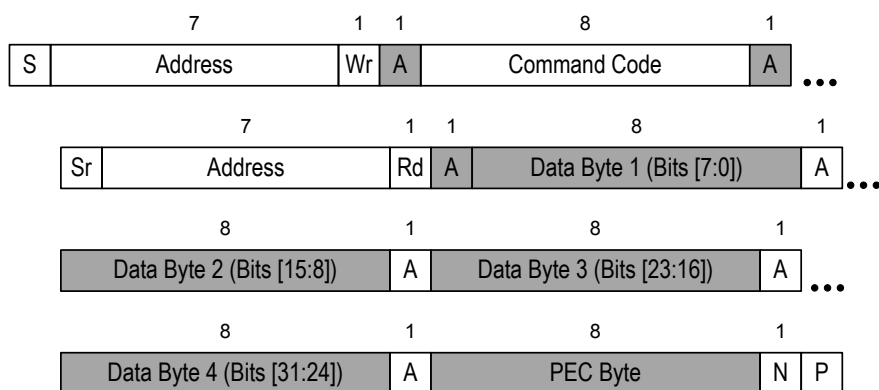 7 1 1 8 1
S Address Wr A Command Code A ...
7 1 1 8 1
Sr Address Rd A Data Byte 1 (Bits [7:0]) A ...
8 1 8 1
Data Byte 2 (Bits [15:8]) A Data Byte 3 (Bits [23:16]) A ...
8 1 8 1
Data Byte 4 (Bits [31:24]) A PEC Byte N P